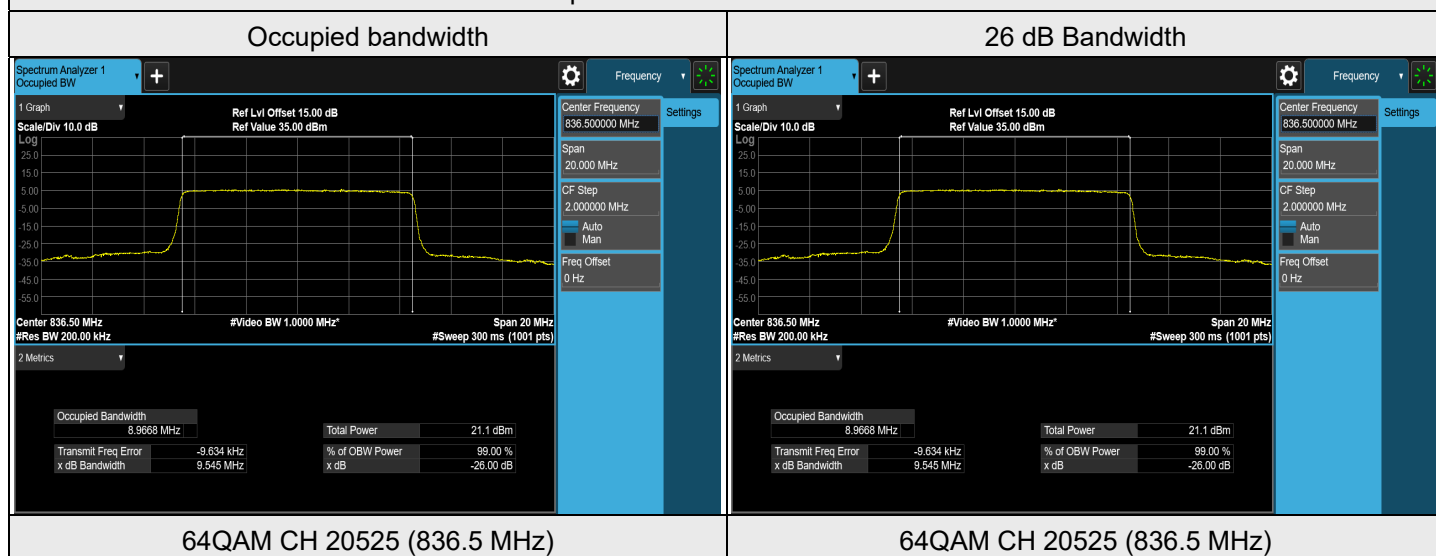 Occupied bandwidth
26 dB Bandwidth
Spectrum Analyzer 1
Occupied BW
+
Frequency
1 Graph
Scale/Div 10.0 dB
Ref Lvl Offset 15.00 dB
Ref Value 35.00 dBm
Log
25.0
15.0
5.00
-5.00
-15.0
-25.0
-35.0
-45.0
-55.0
Center 836.50 MHz
#Res BW 200.00 kHz
#Video BW 1.0000 MHz*
Span 20 MHz
#Sweep 300 ms (1001 pts)
Center Frequency
836.500000 MHz
Settings
Span
20.000 MHz
CF Step
2.000000 MHz
Auto
Man
Freq Offset
0 Hz
2 Metrics
Occupied Bandwidth
8.9668 MHz
Total Power 21.1 dBm
Transmit Freq Error -9.634 kHz
% of OBW Power 99.00 %
x dB Bandwidth 9.545 MHz
x dB -26.00 dB
Spectrum Analyzer 1
Occupied BW
+
Frequency
1 Graph
Scale/Div 10.0 dB
Ref Lvl Offset 15.00 dB
Ref Value 35.00 dBm
Log
25.0
15.0
5.00
-5.00
-15.0
-25.0
-35.0
-45.0
-55.0
Center 836.50 MHz
#Res BW 200.00 kHz
#Video BW 1.0000 MHz*
Span 20 MHz
#Sweep 300 ms (1001 pts)
Center Frequency
836.500000 MHz
Settings
Span
20.000 MHz
CF Step
2.000000 MHz
Auto
Man
Freq Offset
0 Hz
2 Metrics
Occupied Bandwidth
8.9668 MHz
Total Power 21.1 dBm
Transmit Freq Error -9.634 kHz
% of OBW Power 99.00 %
x dB Bandwidth 9.545 MHz
x dB -26.00 dB
64QAM CH 20525 (836.5 MHz)
64QAM CH 20525 (836.5 MHz)